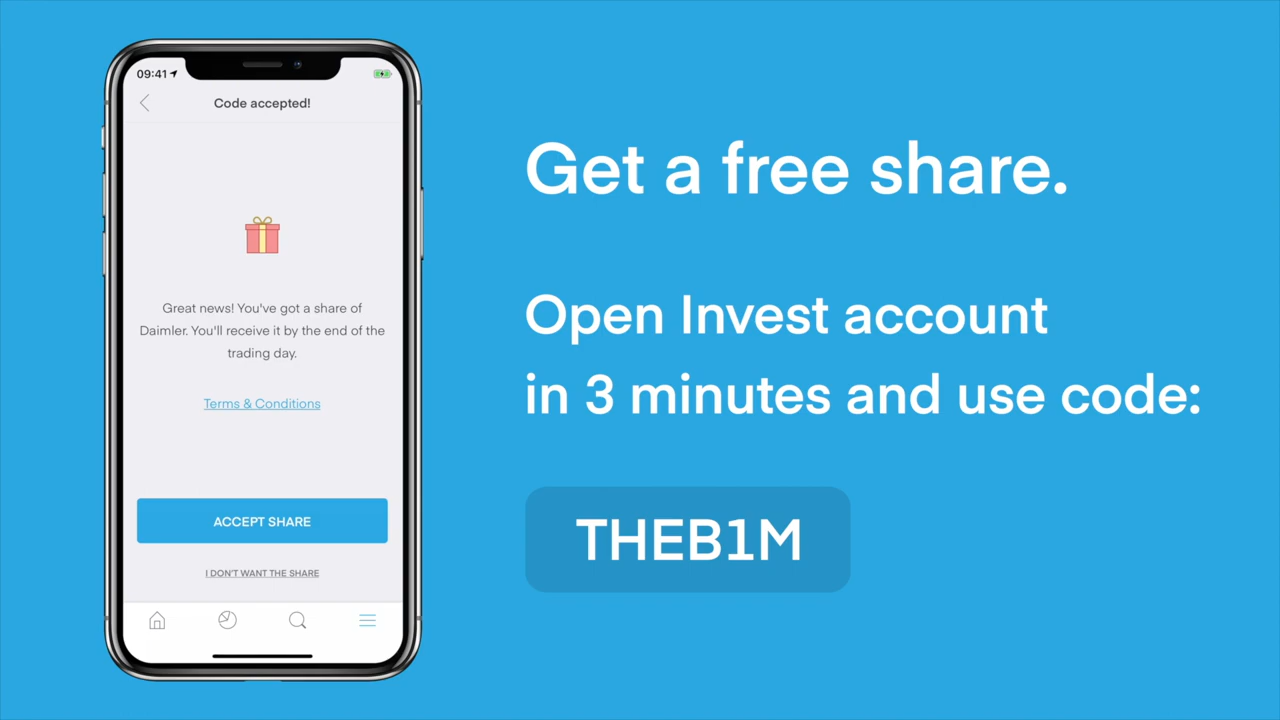 09:41
Code accepted!
Great news! You've got a share of
Daimler. You'll receive it by the end of the
trading day.
Terms & Conditions
ACCEPT SHARE
I DON'T WANT THE SHARE
Get a free share.
Open Invest account
in 3 minutes and use code:
THEB1M